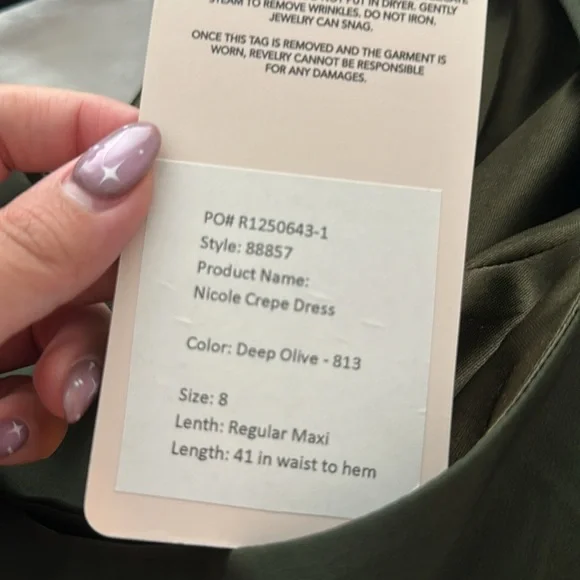 PUT IN DRYER. GENTLY
STEAM TO REMOVE WRINKLES. DO NOT IRON.
JEWELRY CAN SNAG.
ONCE THIS TAG IS REMOVED AND THE GARMENT IS
WORN, REVELRY CANNOT BE RESPONSIBLE
FOR ANY DAMAGES.
PO# R1250643-1
Style: 88857
Product Name:
Nicole Crepe Dress
Color: Deep Olive - 813
Size: 8
Lenth: Regular Maxi
Length: 41 in waist to hem